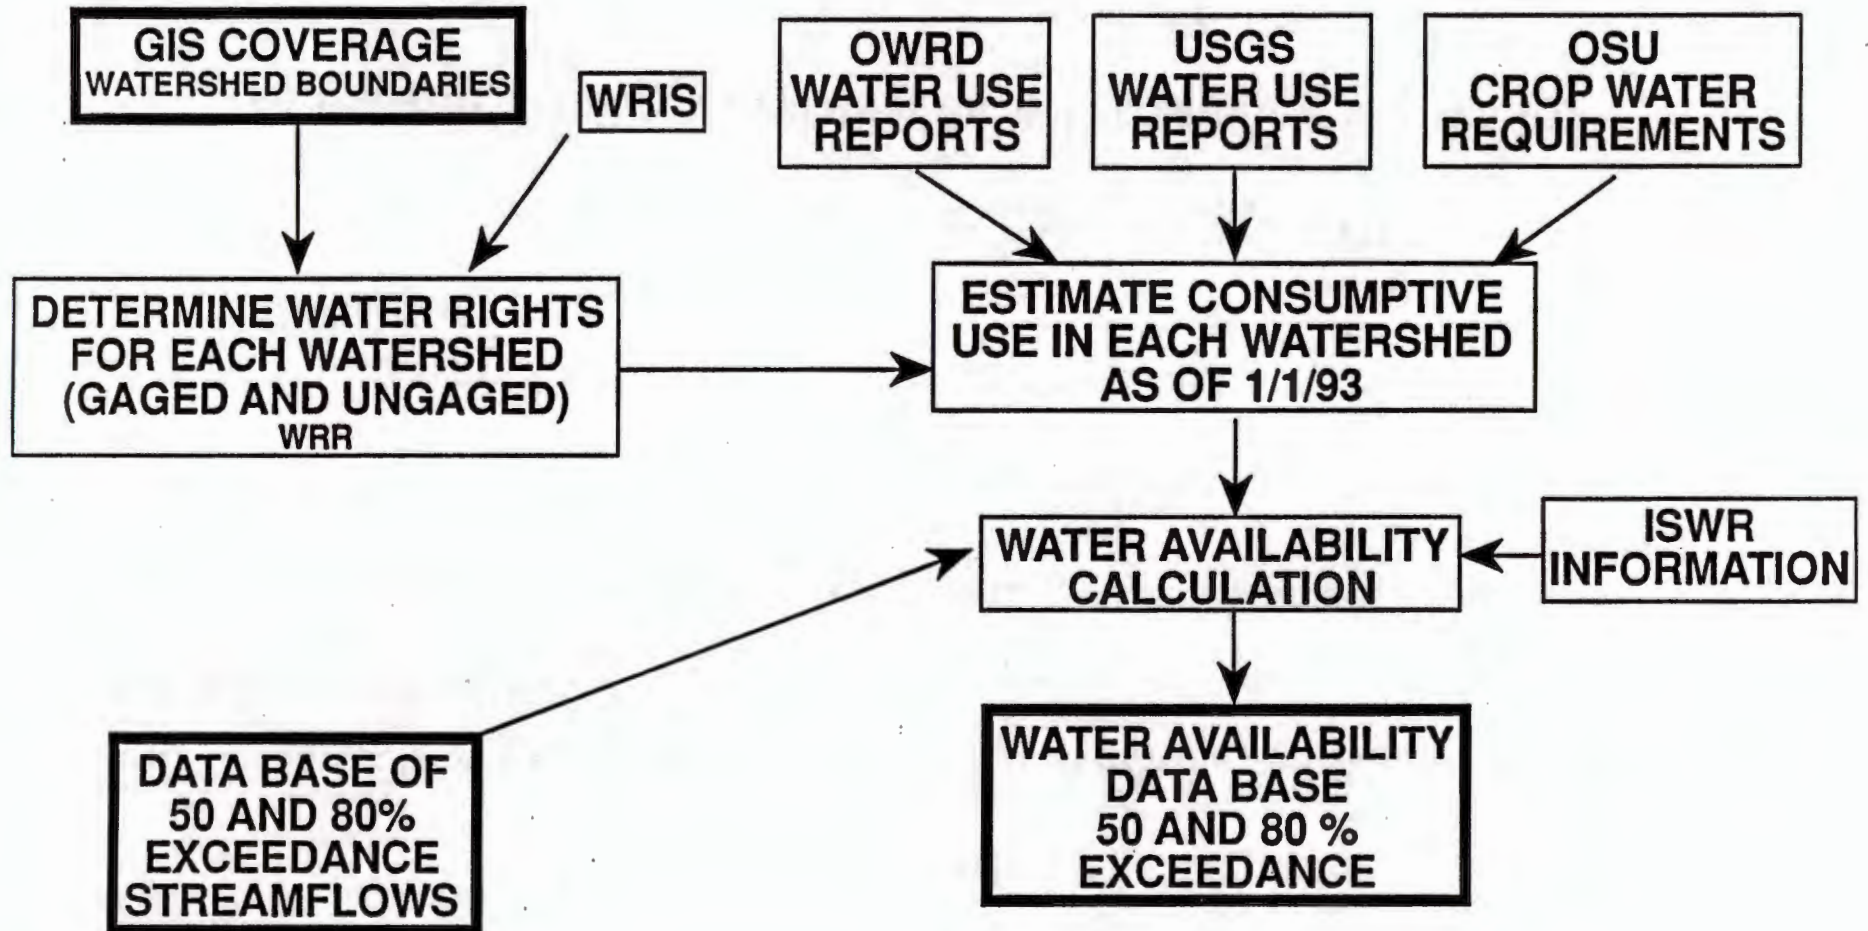 GIS COVERAGE
WATERSHED BOUNDARIES
WRIS
OWRD
WATER USE
REPORTS
USGS
WATER USE
REPORTS
OSU
CROP WATER
REQUIREMENTS
DETERMINE WATER RIGHTS
FOR EACH WATERSHED
(GAGED AND UNGAGED)
WRR
ESTIMATE CONSUMPTIVE
USE IN EACH WATERSHED
AS OF 1/1/93
WATER AVAILABILITY
CALCULATION
ISWR
INFORMATION
DATA BASE OF
50 AND 80%
EXCEEDANCE
STREAMFLOWS
WATER AVAILABILITY
DATA BASE
50 AND 80 %
EXCEEDANCE